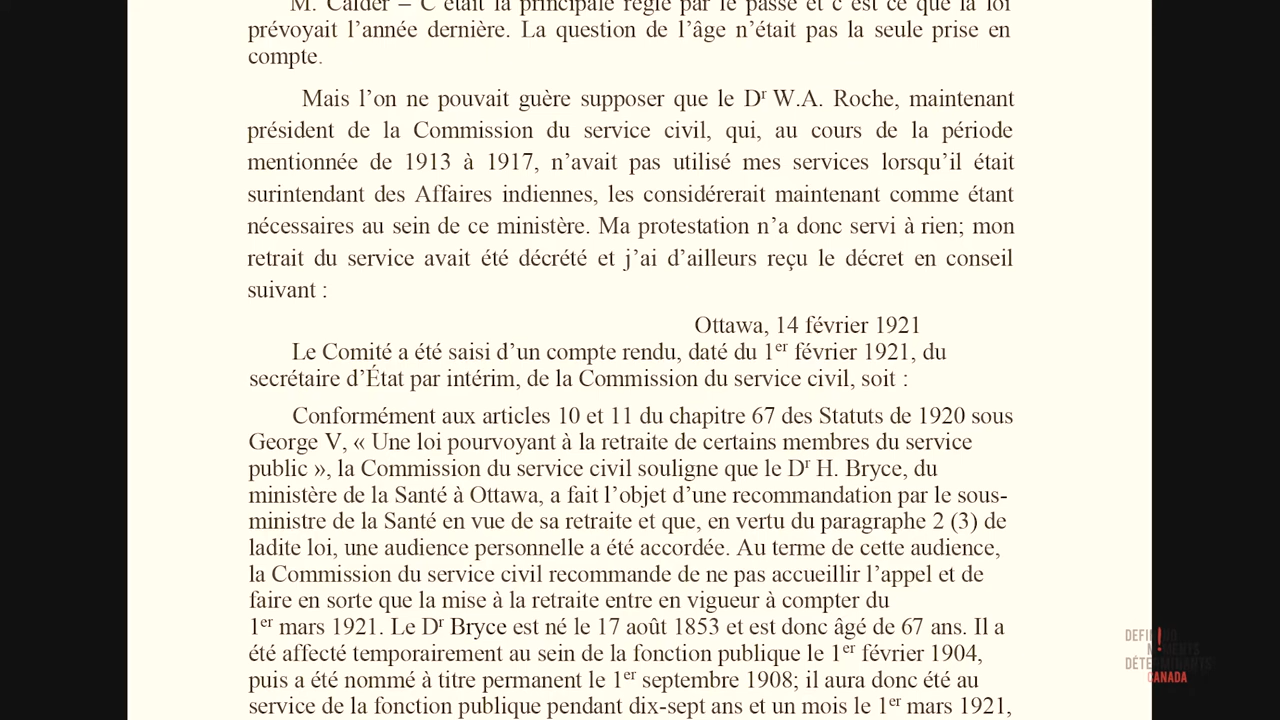 M. Calder – C'était la principale règle par le passé et c'est ce que la loi
prévoyait l'année dernière. La question de l'âge n'était pas la seule prise en
compte.
Mais l'on ne pouvait guère supposer que le Dr W.A. Roche, maintenant
président de la Commission du service civil, qui, au cours de la période
mentionnée de 1913 à 1917, n'avait pas utilisé mes services lorsqu'il était
surintendant des Affaires indiennes, les considérerait maintenant comme étant
nécessaires au sein de ce ministère. Ma protestation n'a donc servi à rien; mon
retrait du service avait été décrété et j'ai d'ailleurs reçu le décret en conseil
suivant :
Ottawa, 14 février 1921
Le Comité a été saisi d'un compte rendu, daté du 1er février 1921, du
secrétaire d'État par intérim, de la Commission du service civil, soit :
Conformément aux articles 10 et 11 du chapitre 67 des Statuts de 1920 sous
George V, « Une loi pourvoyant à la retraite de certains membres du service
public », la Commission du service civil souligne que le Dr H. Bryce, du
ministère de la Santé à Ottawa, a fait l'objet d'une recommandation par le sous-
ministre de la Santé en vue de sa retraite et que, en vertu du paragraphe 2 (3) de
ladite loi, une audience personnelle a été accordée. Au terme de cette audience,
la Commission du service civil recommande de ne pas accueillir l'appel et de
faire en sorte que la mise à la retraite entre en vigueur à compter du
1er mars 1921. Le Dr Bryce est né le 17 août 1853 et est donc âgé de 67 ans. Il a
été affecté temporairement au sein de la fonction publique le 1er février 1904,
puis a été nommé à titre permanent le 1er septembre 1908; il aura donc été au
service de la fonction publique pendant dix-sept ans et un mois le 1er mars 1921,
CANADA